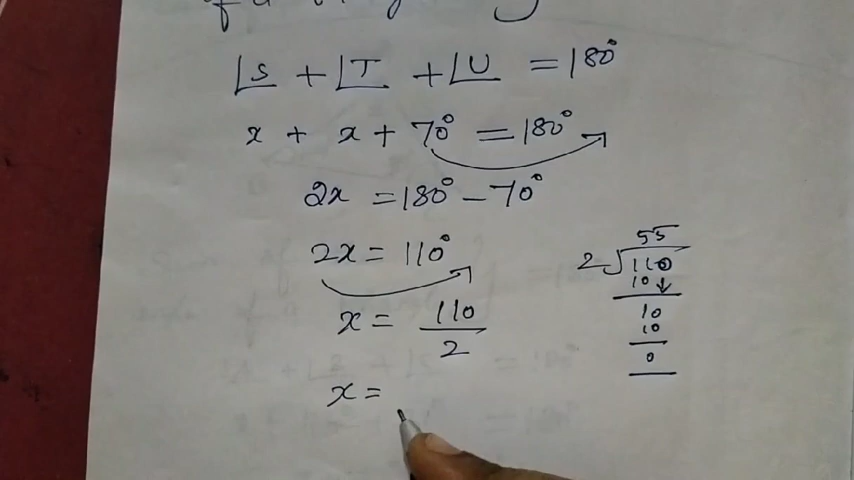 ∠S + ∠T + ∠U = 180°
x + x + 70° = 180°
2x = 180° − 70°
2x = 110°
x = 110/2
x =
55
2)110
10↓
10
10
0